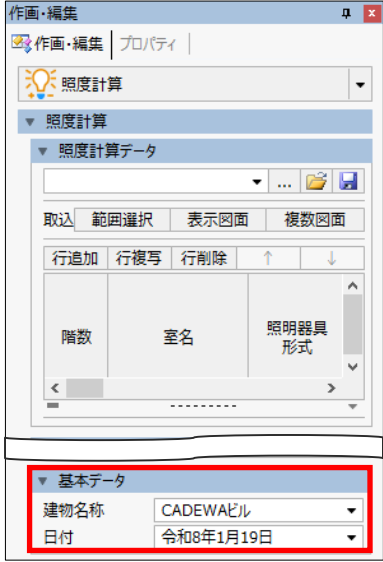 作画・編集
作画・編集 プロパティ
照度計算
照度計算
照度計算データ
...
取込 範囲選択 表示図面 複数図面
行追加 行複写 行削除 ↑ ↓
階数 室名 照明器具
形式
基本データ
建物名称 CADEWAビル
日付 令和8年1月19日